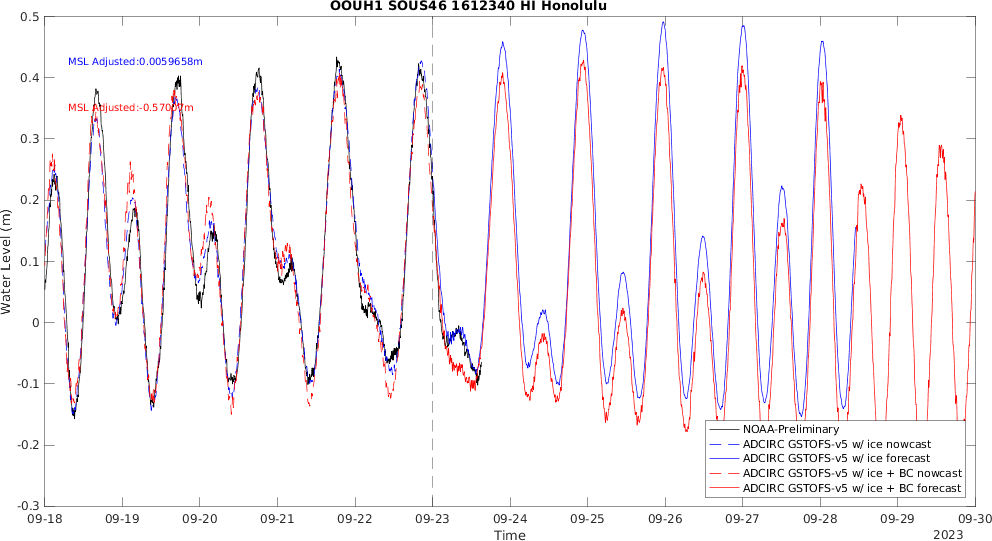 OOUH1 SOUS46 1612340 HI Honolulu
0.5
0.4
0.3
0.2
0.1
0
-0.1
-0.2
-0.3
Water Level (m)
MSL Adjusted:0.0059658m
MSL Adjusted:-0.57007m
NOAA-Preliminary
ADCIRC GSTOFS-v5 w/ ice nowcast
ADCIRC GSTOFS-v5 w/ ice forecast
ADCIRC GSTOFS-v5 w/ ice + BC nowcast
ADCIRC GSTOFS-v5 w/ ice + BC forecast
09-18 09-19 09-20 09-21 09-22 09-23 09-24 09-25 09-26 09-27 09-28 09-29 09-30
Time
2023